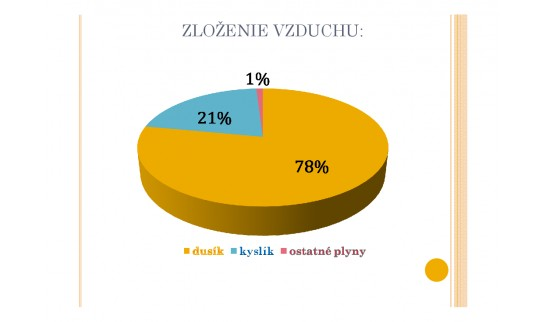 ZLOŽENIE VZDUCHU:
1%
21%
78%
dusík kyslík ostatné plyny